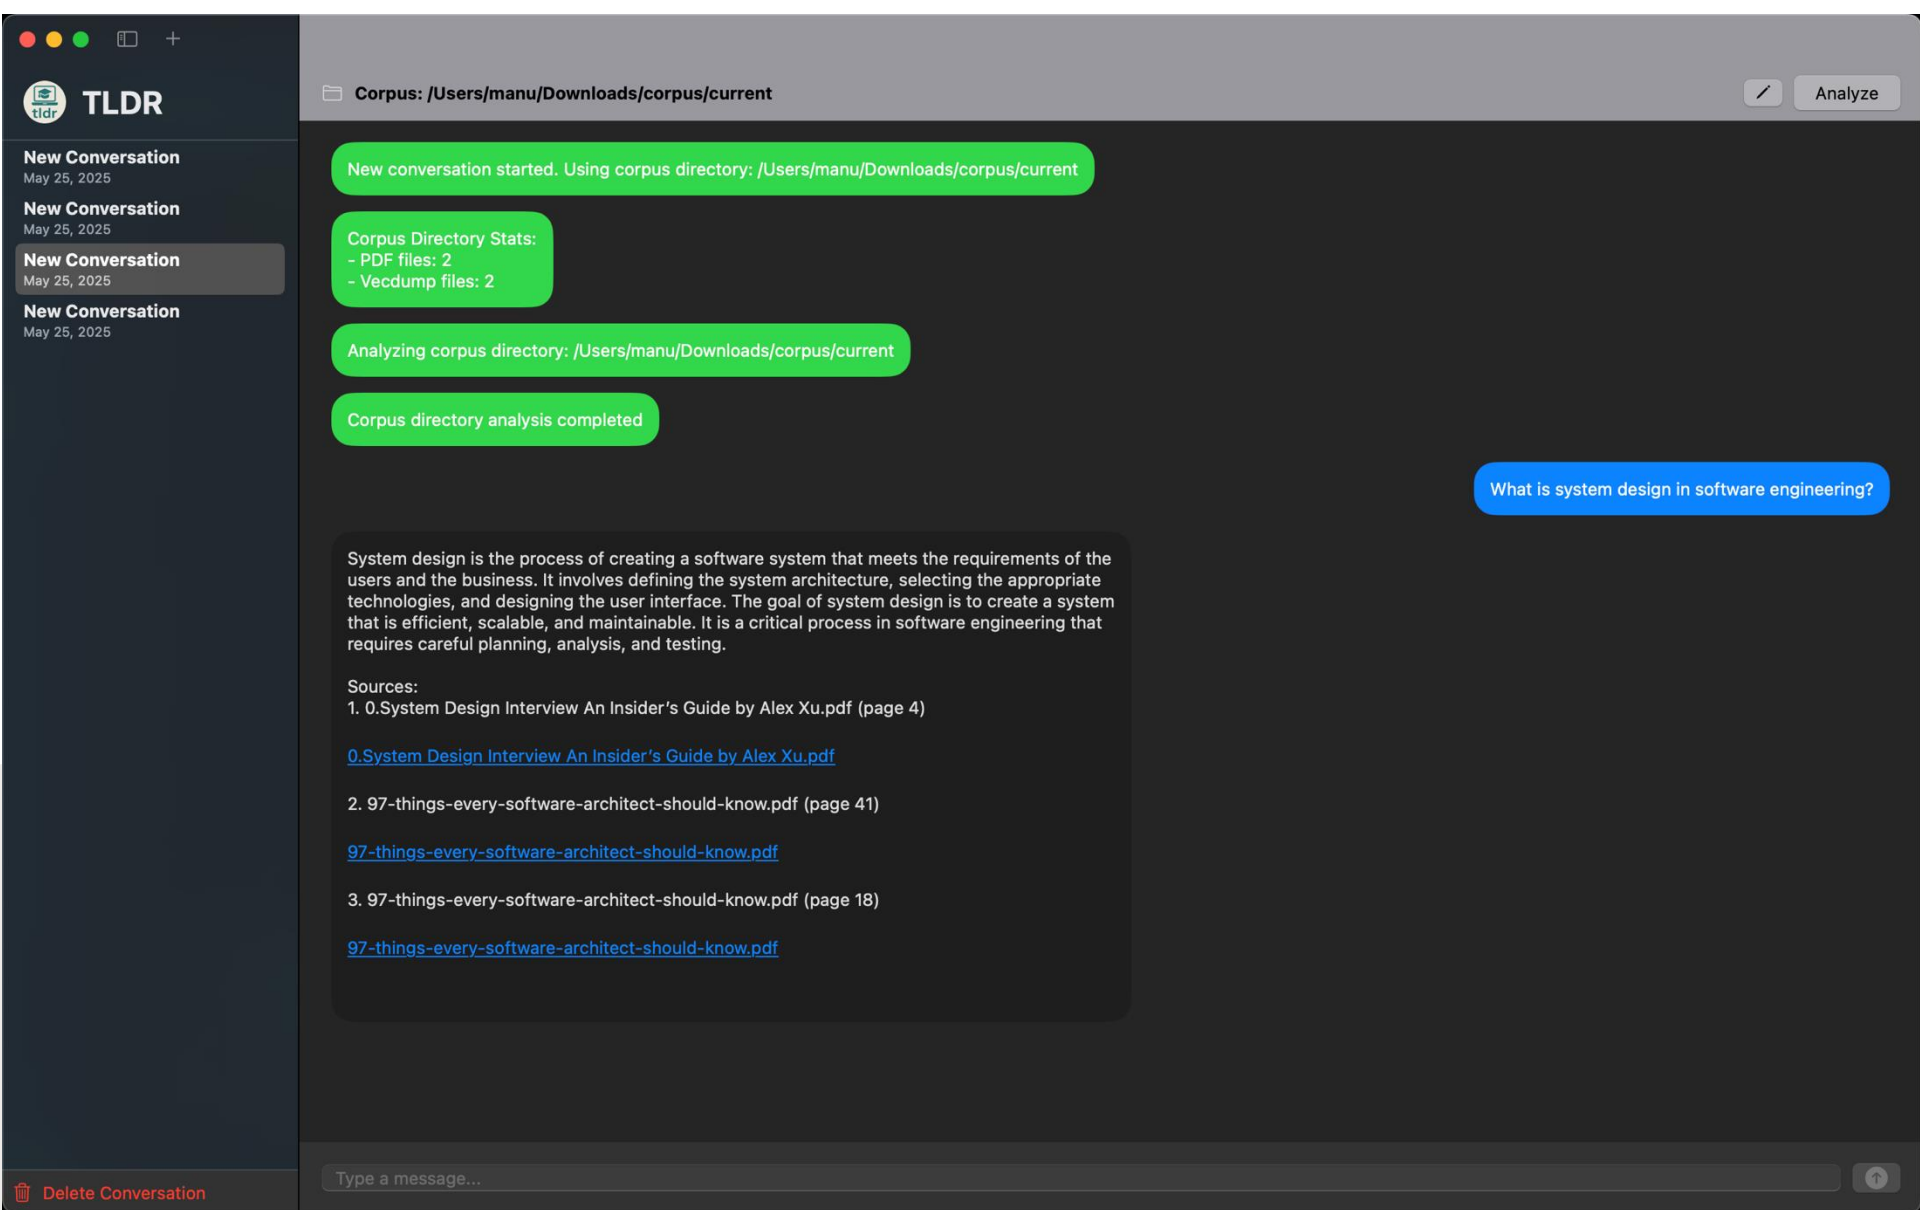 tldr
TLDR
New Conversation
May 25, 2025
New Conversation
May 25, 2025
New Conversation
May 25, 2025
New Conversation
May 25, 2025
Delete Conversation
Corpus: /Users/manu/Downloads/corpus/current
Analyze
New conversation started. Using corpus directory: /Users/manu/Downloads/corpus/current
Corpus Directory Stats:
- PDF files: 2
- Vecdump files: 2
Analyzing corpus directory: /Users/manu/Downloads/corpus/current
Corpus directory analysis completed
What is system design in software engineering?
System design is the process of creating a software system that meets the requirements of the
users and the business. It involves defining the system architecture, selecting the appropriate
technologies, and designing the user interface. The goal of system design is to create a system
that is efficient, scalable, and maintainable. It is a critical process in software engineering that
requires careful planning, analysis, and testing.
Sources:
1. 0.System Design Interview An Insider’s Guide by Alex Xu.pdf (page 4)
0.System Design Interview An Insider’s Guide by Alex Xu.pdf
2. 97-things-every-software-architect-should-know.pdf (page 41)
97-things-every-software-architect-should-know.pdf
3. 97-things-every-software-architect-should-know.pdf (page 18)
97-things-every-software-architect-should-know.pdf
Type a message...